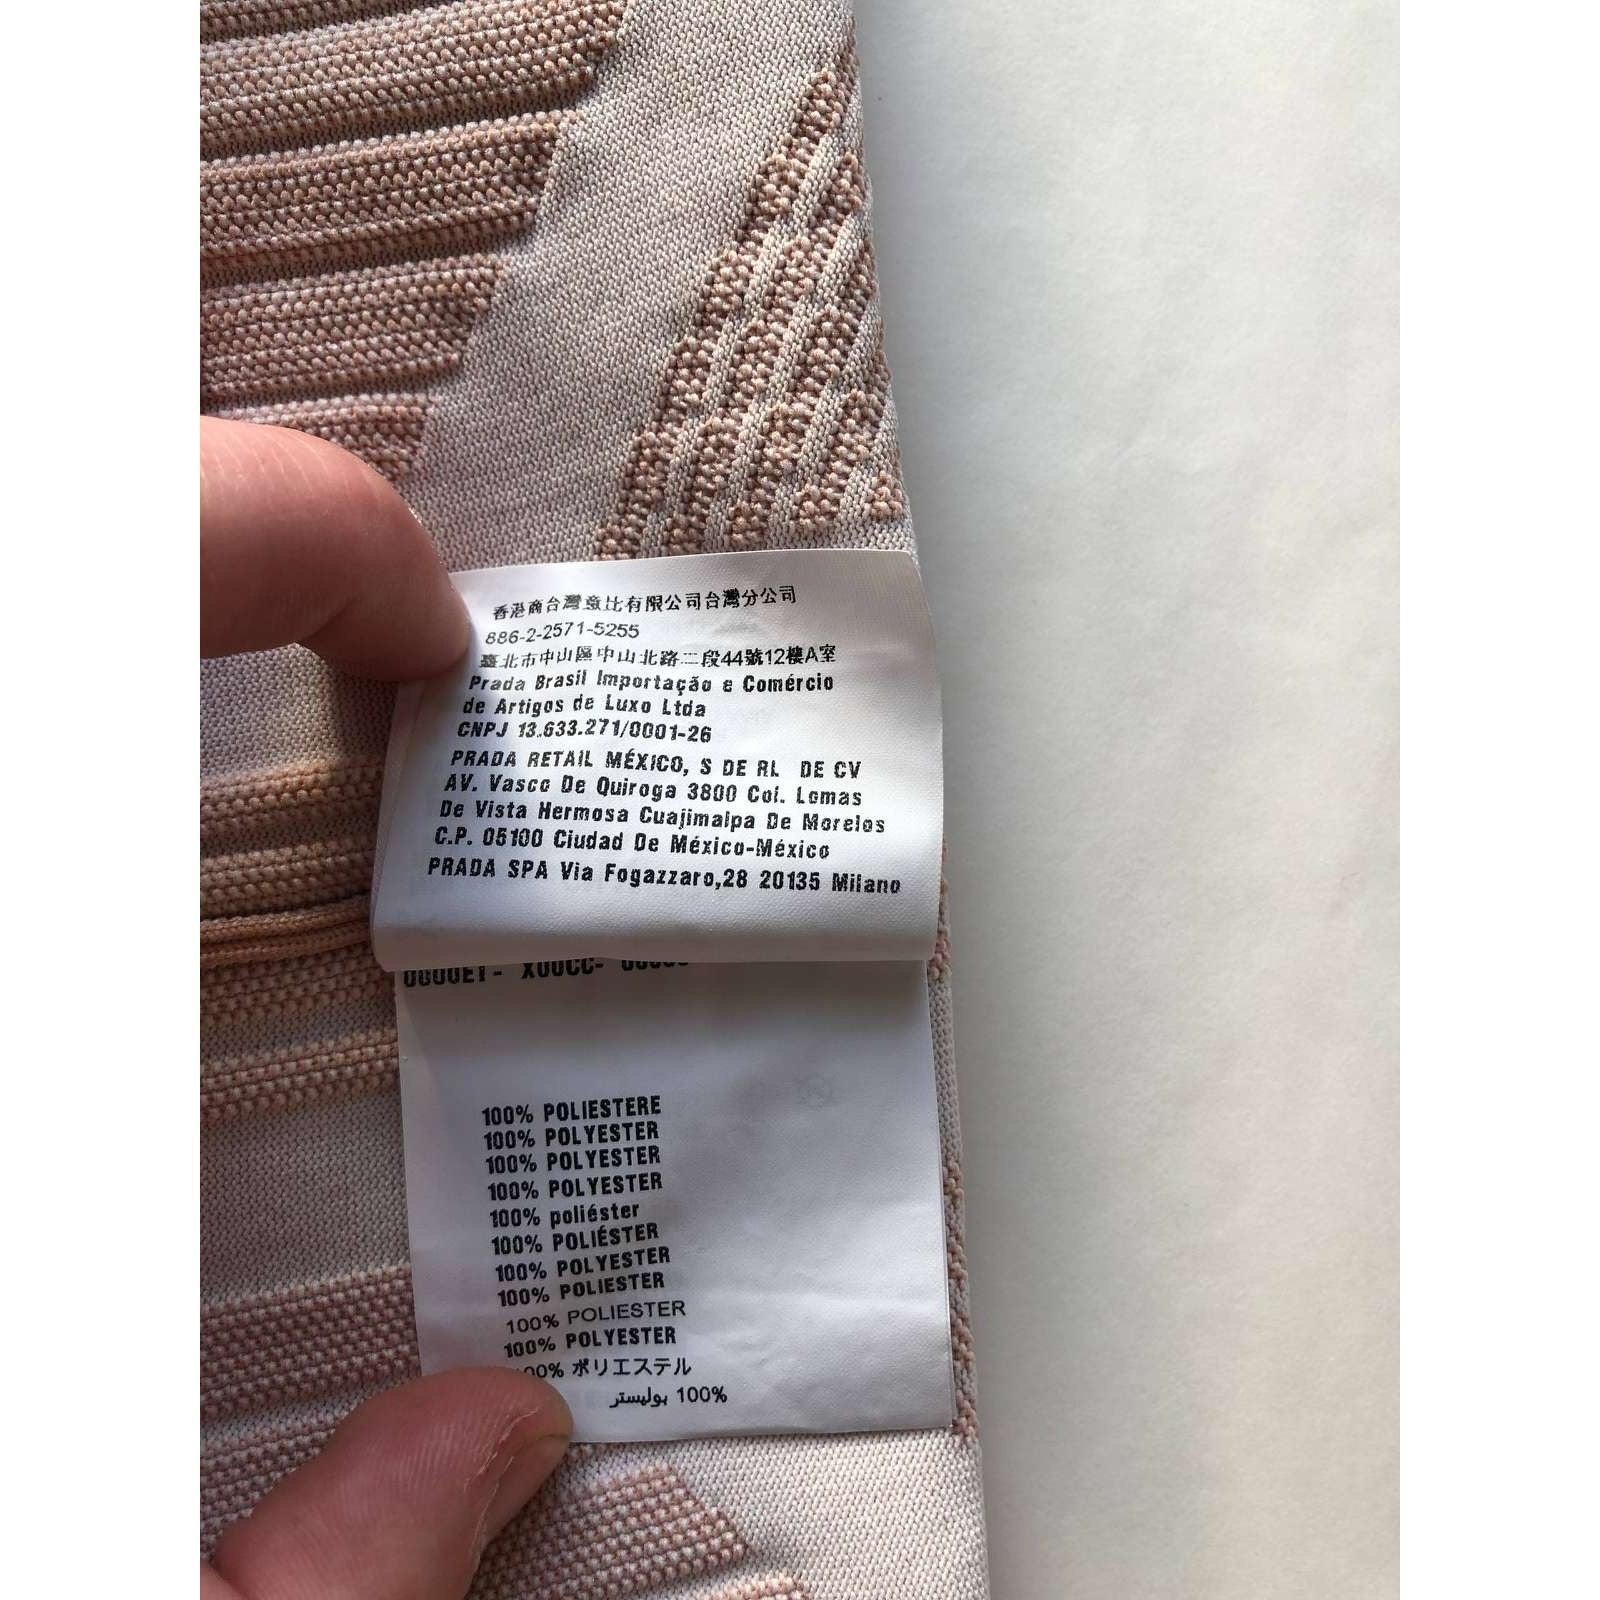 香港商台灣意比有限公司台灣分公司
886-2-2571-5255
臺北市中山區中山北路二段44號12樓A室
Prada Brasil Importação e Comércio
de Artigos de Luxo Ltda
CNPJ 13.633.271/0001-26
PRADA RETAIL MÉXICO, S DE RL DE CV
AV. Vasco De Quiroga 3800 Col. Lomas
De Vista Hermosa Cuajimalpa De Morelos
C.P. 05100 Ciudad De México-México
PRADA SPA Via Fogazzaro,28 20135 Milano
100% POLIESTERE
100% POLYESTER
100% POLYESTER
100% POLYESTER
100% poliéster
100% POLIÉSTER
100% POLYESTER
100% POLIESTER
100% POLIESTER
100% POLYESTER
100% ポリエステル
100% بوليستر